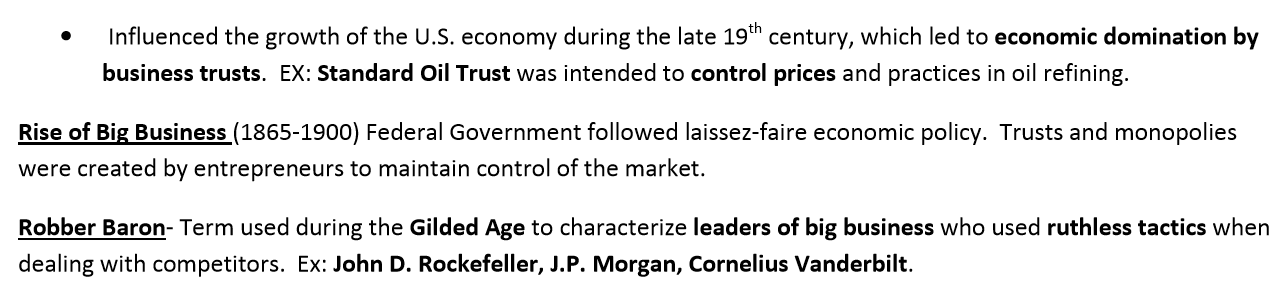 • Influenced the growth of the U.S. economy during the late 19th century, which led to economic domination by
business trusts. EX: Standard Oil Trust was intended to control prices and practices in oil refining.
Rise of Big Business (1865-1900) Federal Government followed laissez-faire economic policy. Trusts and monopolies
were created by entrepreneurs to maintain control of the market.
Robber Baron- Term used during the Gilded Age to characterize leaders of big business who used ruthless tactics when
dealing with competitors. Ex: John D. Rockefeller, J.P. Morgan, Cornelius Vanderbilt.